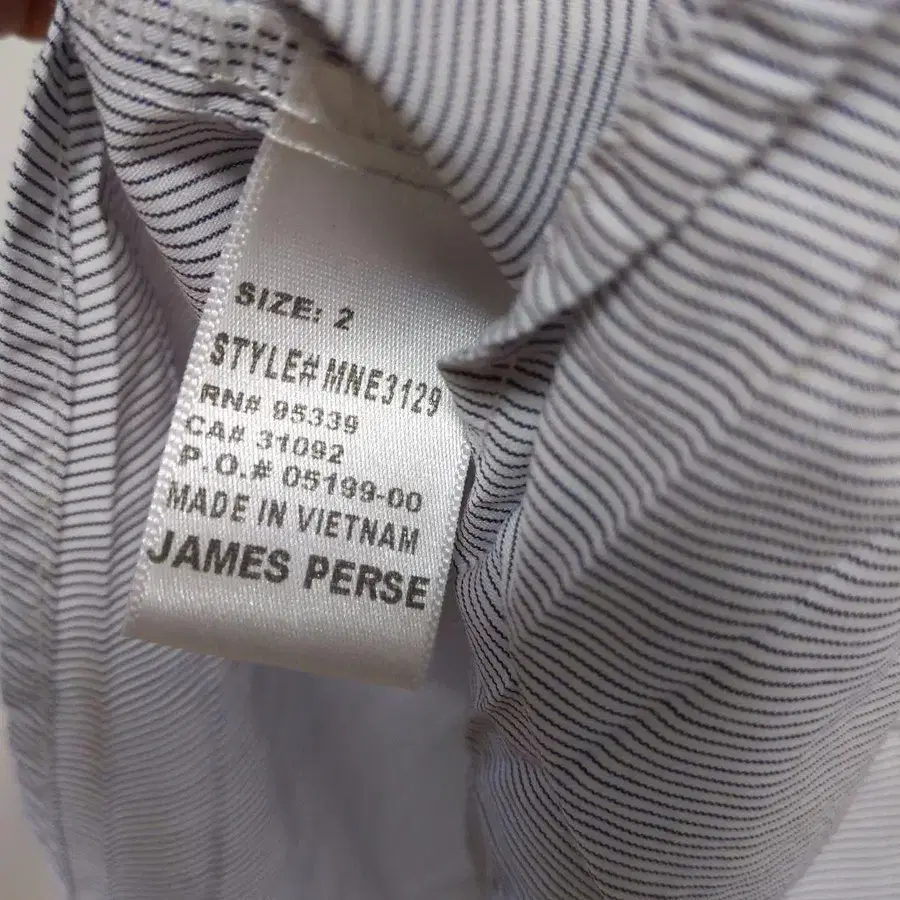 SIZE: 2
STYLE# MNE3129
RN# 95339
CA# 31092
P.O.# 05199-00
MADE IN VIETNAM
JAMES PERSE